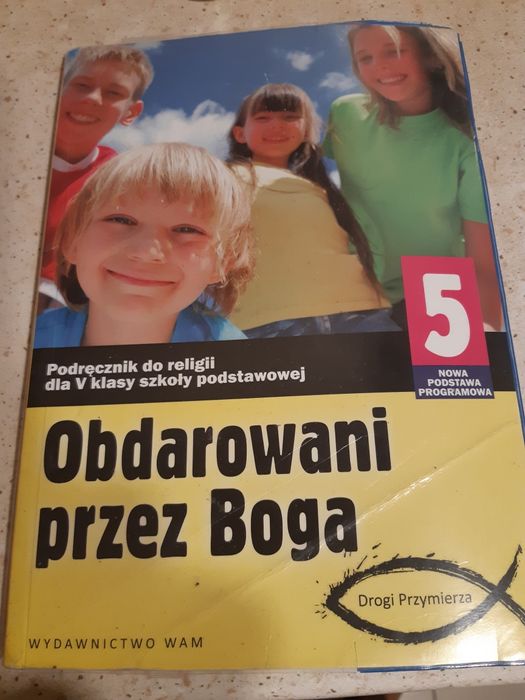 5
NOWA
PODSTAWA
PROGRAMOWA
Podręcznik do religii
dla V klasy szkoły podstawowej
Obdarowani
przez Boga
Drogi Przymierza
WYDAWNICTWO WAM